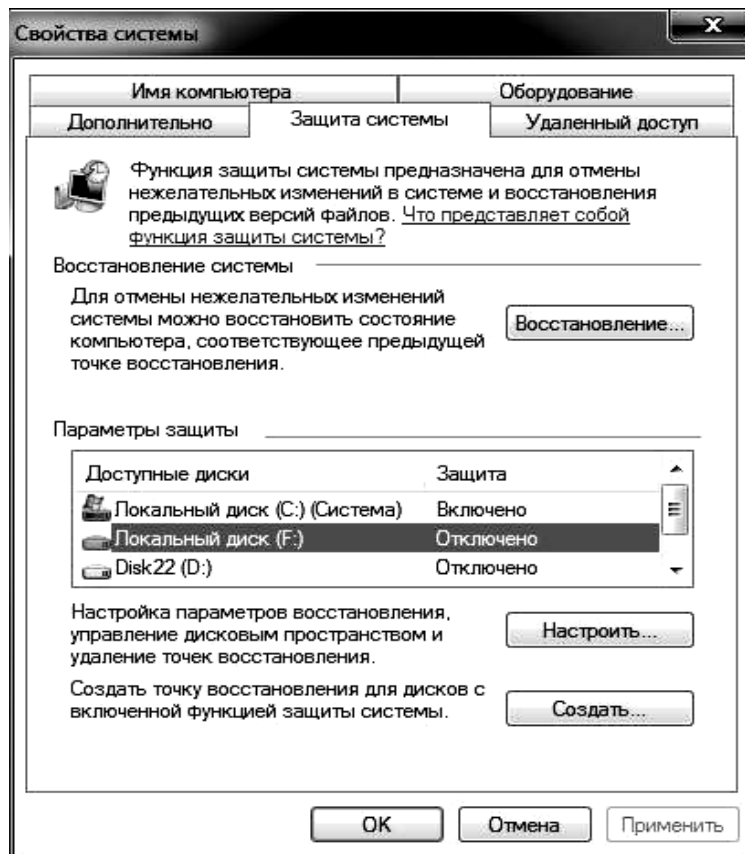 Свойства системы
Имя компьютера
Оборудование
Дополнительно
Защита системы
Удаленный доступ
Функция защиты системы предназначена для отмены
нежелательных изменений в системе и восстановления
предыдущих версий файлов. Что представляет собой
функция защиты системы?
Восстановление системы
Для отмены нежелательных изменений
системы можно восстановить состояние
компьютера, соответствующее предыдущей
точке восстановления.
Восстановление...
Параметры защиты
Доступные диски Защита
Локальный диск (C:) (Система) Включено
Локальный диск (F:) Отключено
Disk22 (D:) Отключено
Настройка параметров восстановления,
управление дисковым пространством и
удаление точек восстановления.
Настроить...
Создать точку восстановления для дисков с
включенной функцией защиты системы.
Создать...
OK
Отмена
Применить